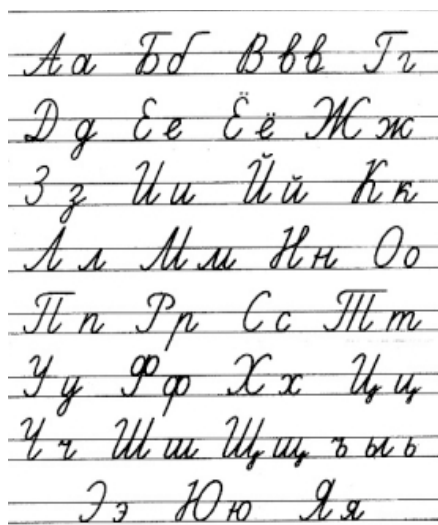 Аа Бб Ввв Гг
Дд Ее Ёё Жж
Зз Ии Йй Кк
Лл Мм Нн Оо
Пп Рр Сс Тт
Уу Фф Хх Цц
Чч Шш Щщ ъ ы ь
Ээ Юю Яя